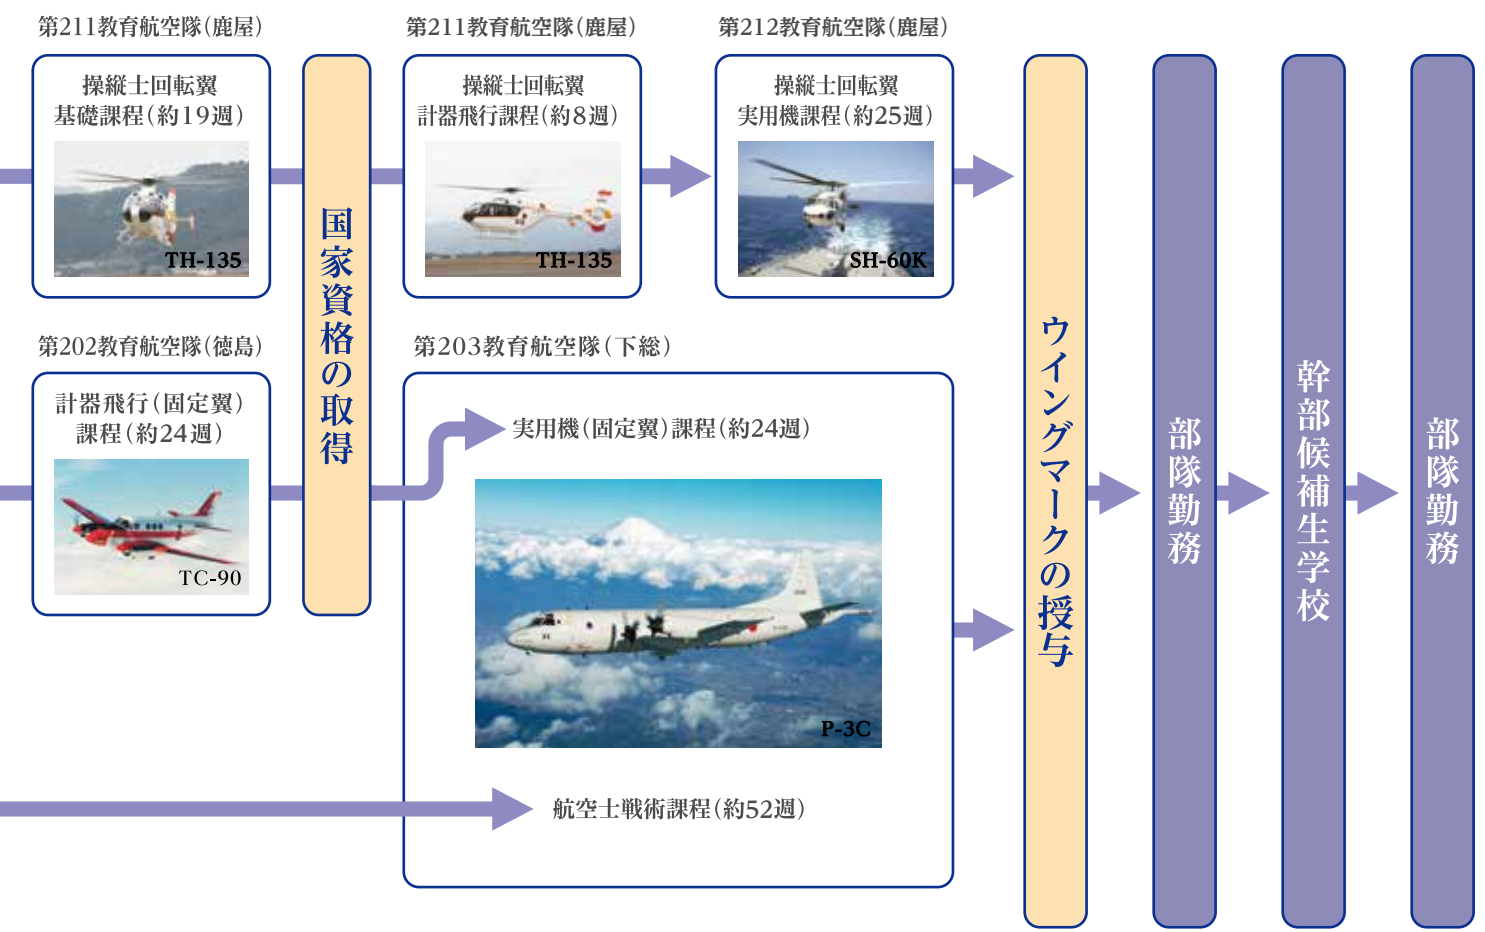 第211教育航空隊(鹿屋)
操縦士回転翼
基礎課程(約19週)
TH-135
国家資格の取得
第211教育航空隊(鹿屋)
操縦士回転翼
計器飛行課程(約8週)
TH-135
第212教育航空隊(鹿屋)
操縦士回転翼
実用機課程(約25週)
SH-60K
第202教育航空隊(徳島)
計器飛行(固定翼)
課程(約24週)
TC-90
第203教育航空隊(下総)
実用機(固定翼)課程(約24週)
P-3C
航空士戦術課程(約52週)
ウイングマークの授与
部隊勤務
幹部候補生学校
部隊勤務